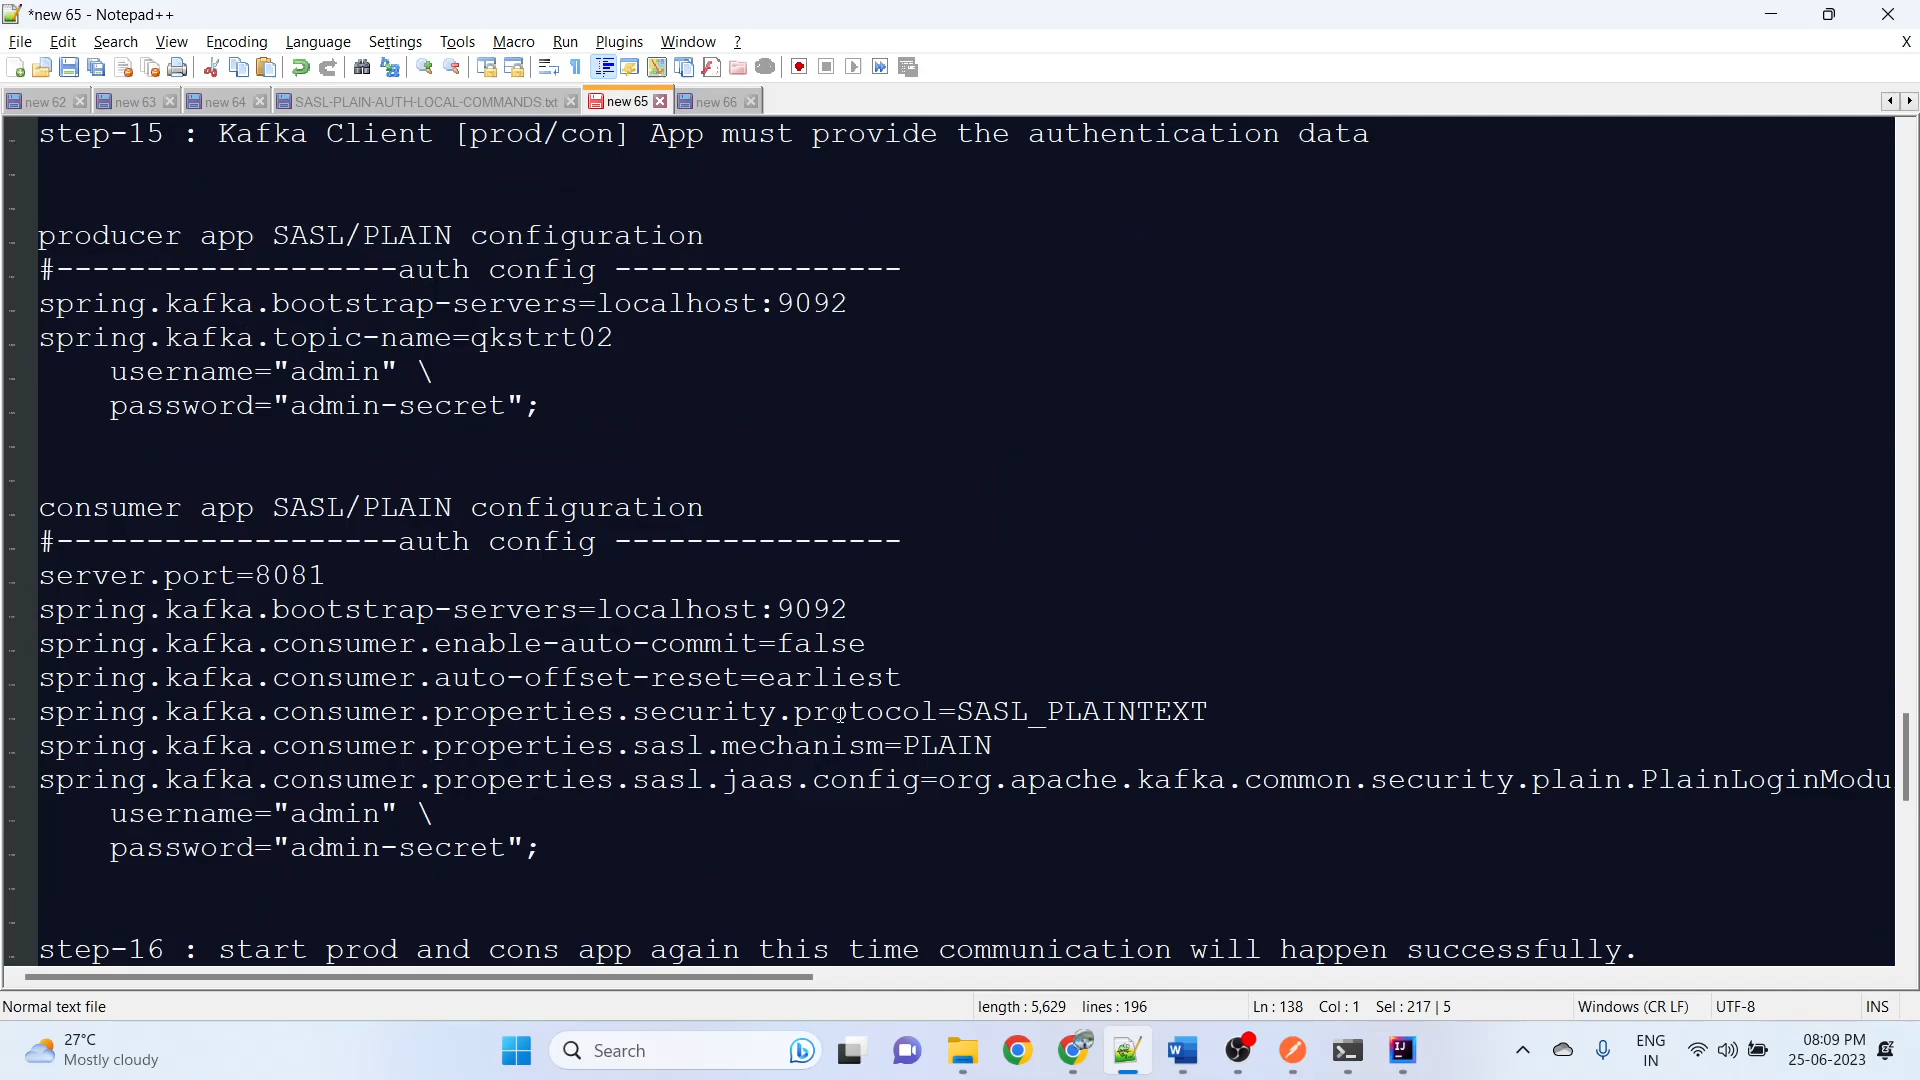 *new 65 - Notepad++
File Edit Search View Encoding Language Settings Tools Macro Run Plugins Window ? X
new 62 new 63 new 64 SASL-PLAIN-AUTH-LOCAL-COMMANDS.txt new 65 new 66
step-15 : Kafka Client [prod/con] App must provide the authentication data
producer app SASL/PLAIN configuration
#-------------------auth config ----------------
spring.kafka.bootstrap-servers=localhost:9092
spring.kafka.topic-name=qkstrt02
username="admin" \
password="admin-secret";
consumer app SASL/PLAIN configuration
#-------------------auth config ----------------
server.port=8081
spring.kafka.bootstrap-servers=localhost:9092
spring.kafka.consumer.enable-auto-commit=false
spring.kafka.consumer.auto-offset-reset=earliest
spring.kafka.consumer.properties.security.protocol=SASL_PLAINTEXT
spring.kafka.consumer.properties.sasl.mechanism=PLAIN
spring.kafka.consumer.properties.sasl.jaas.config=org.apache.kafka.common.security.plain.PlainLoginModu
username="admin" \
password="admin-secret";
step-16 : start prod and cons app again this time communication will happen successfully.
Normal text file length : 5,629 lines : 196 Ln : 138 Col : 1 Sel : 217 | 5 Windows (CR LF) UTF-8 INS
27°C
Mostly cloudy
Search
ENG
IN
08:09 PM
25-06-2023